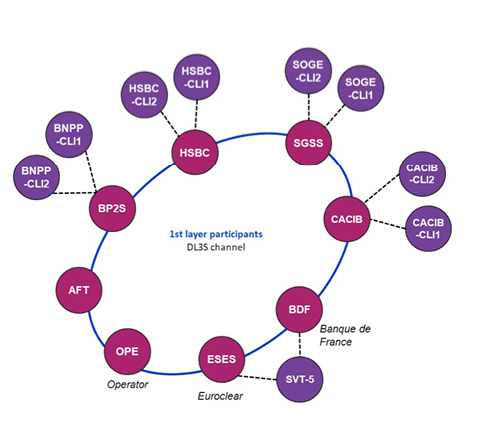 SOGE
-CLI2
SOGE
-CLI1
HSBC
-CLI1
HSBC
-CLI2
BNPP
-CLI1
BNPP
-CLI2
HSBC
SGSS
CACIB
-CLI2
CACIB
-CLI1
BP2S
CACIB
1st layer participants
DL3S channel
AFT
BDF
Banque de
France
OPE
Operator
ESES
Euroclear
SVT-5